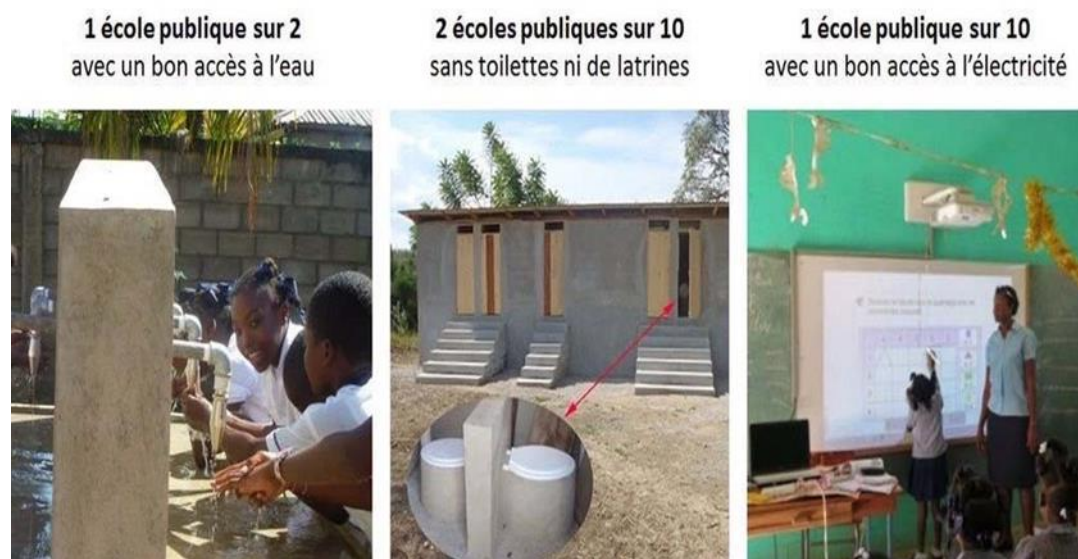 1 école publique sur 2
avec un bon accès à l'eau
2 écoles publiques sur 10
sans toilettes ni de latrines
1 école publique sur 10
avec un bon accès à l'électricité